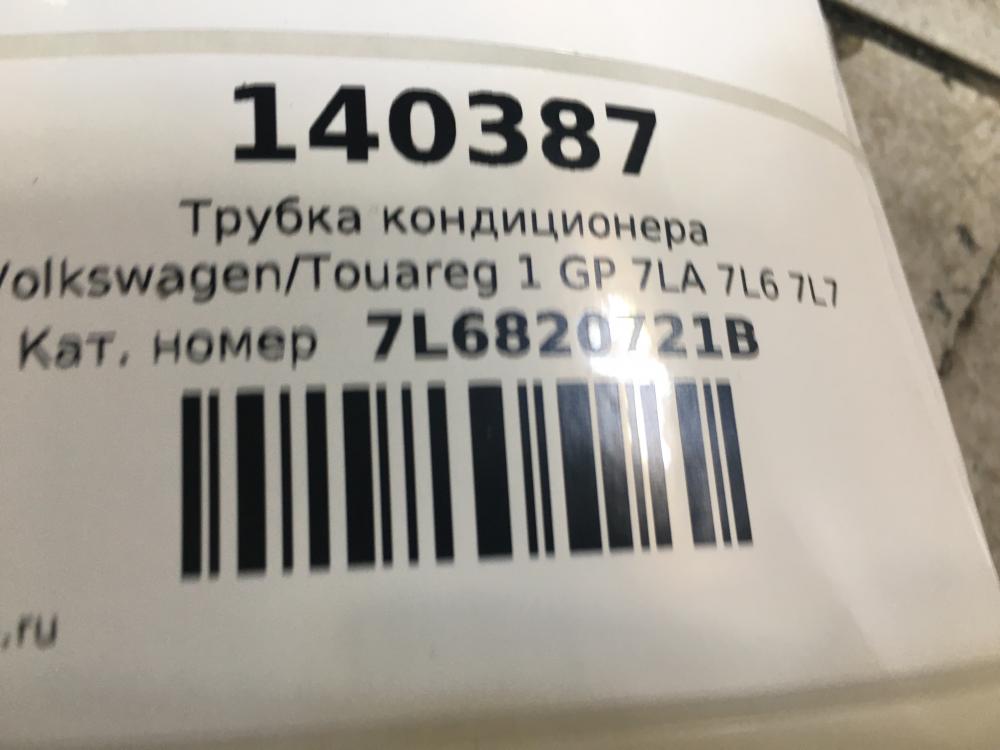 140387
Трубка кондиционера
Volkswagen/Touareg 1 GP 7LA 7L6 7L7
Кат. номер 7L6820721B
.ru